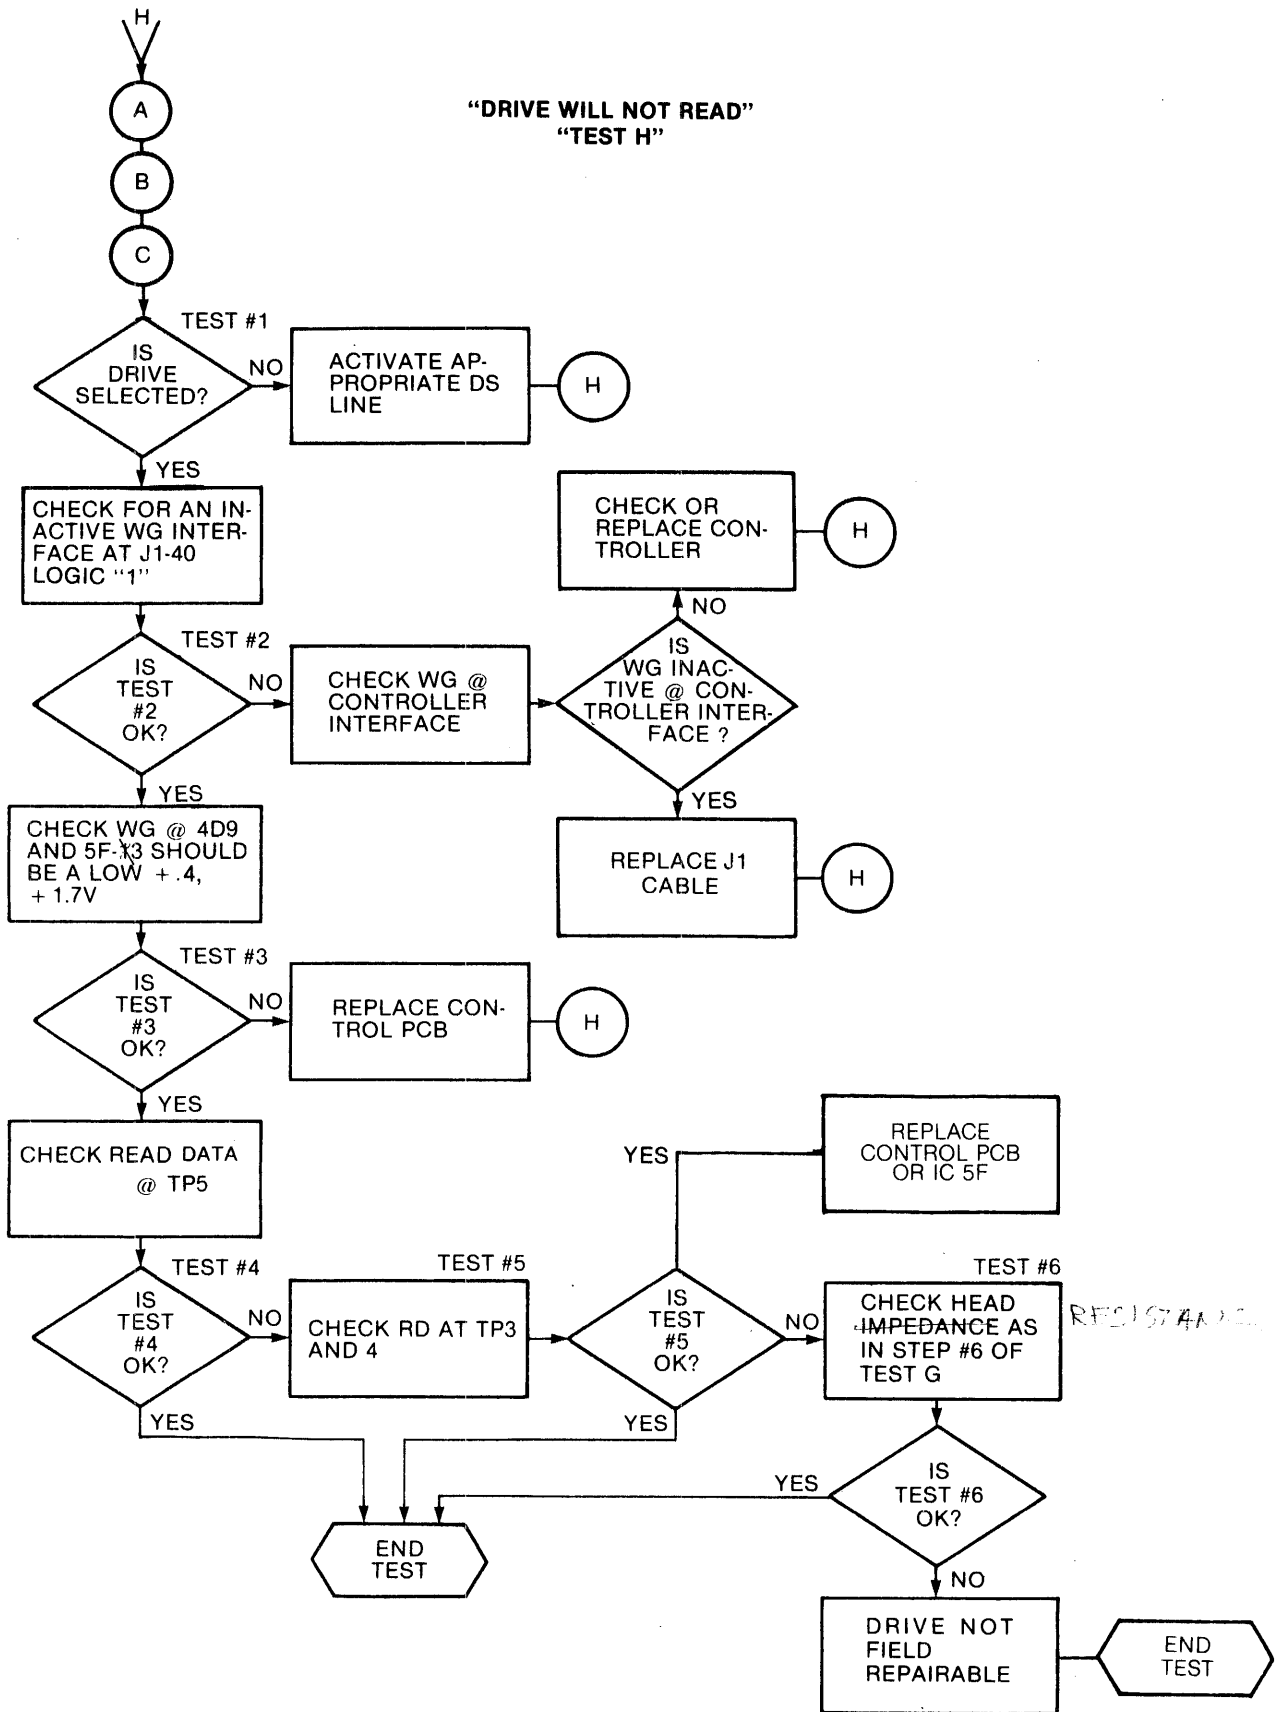 H
A
"DRIVE WILL NOT READ"
"TEST H"
B
C
TEST #1
IS
DRIVE
SELECTED?
NO
ACTIVATE AP-
PROPRIATE DS
LINE
H
YES
CHECK FOR AN IN-
ACTIVE WG INTER-
FACE AT J1-40
LOGIC "1"
CHECK OR
REPLACE CON-
TROLLER
H
NO
TEST #2
IS
TEST
#2
OK?
NO
CHECK WG @
CONTROLLER
INTERFACE
IS
WG INAC-
TIVE @ CON-
TROLLER INTER-
FACE ?
YES
YES
CHECK WG @ 4D9
AND 5F-13 SHOULD
BE A LOW + .4,
+ 1.7V
REPLACE J1
CABLE
H
TEST #3
IS
TEST
#3
OK?
NO
REPLACE CON-
TROL PCB
H
YES
CHECK READ DATA
@ TP5
YES
REPLACE
CONTROL PCB
OR IC 5F
TEST #4
IS
TEST
#4
OK?
NO
TEST #5
CHECK RD AT TP3
AND 4
IS
TEST
#5
OK?
NO
TEST #6
CHECK HEAD
IMPEDANCE AS
IN STEP #6 OF
TEST G
YES
YES
YES
IS
TEST #6
OK?
END
TEST
NO
DRIVE NOT
FIELD
REPAIRABLE
END
TEST